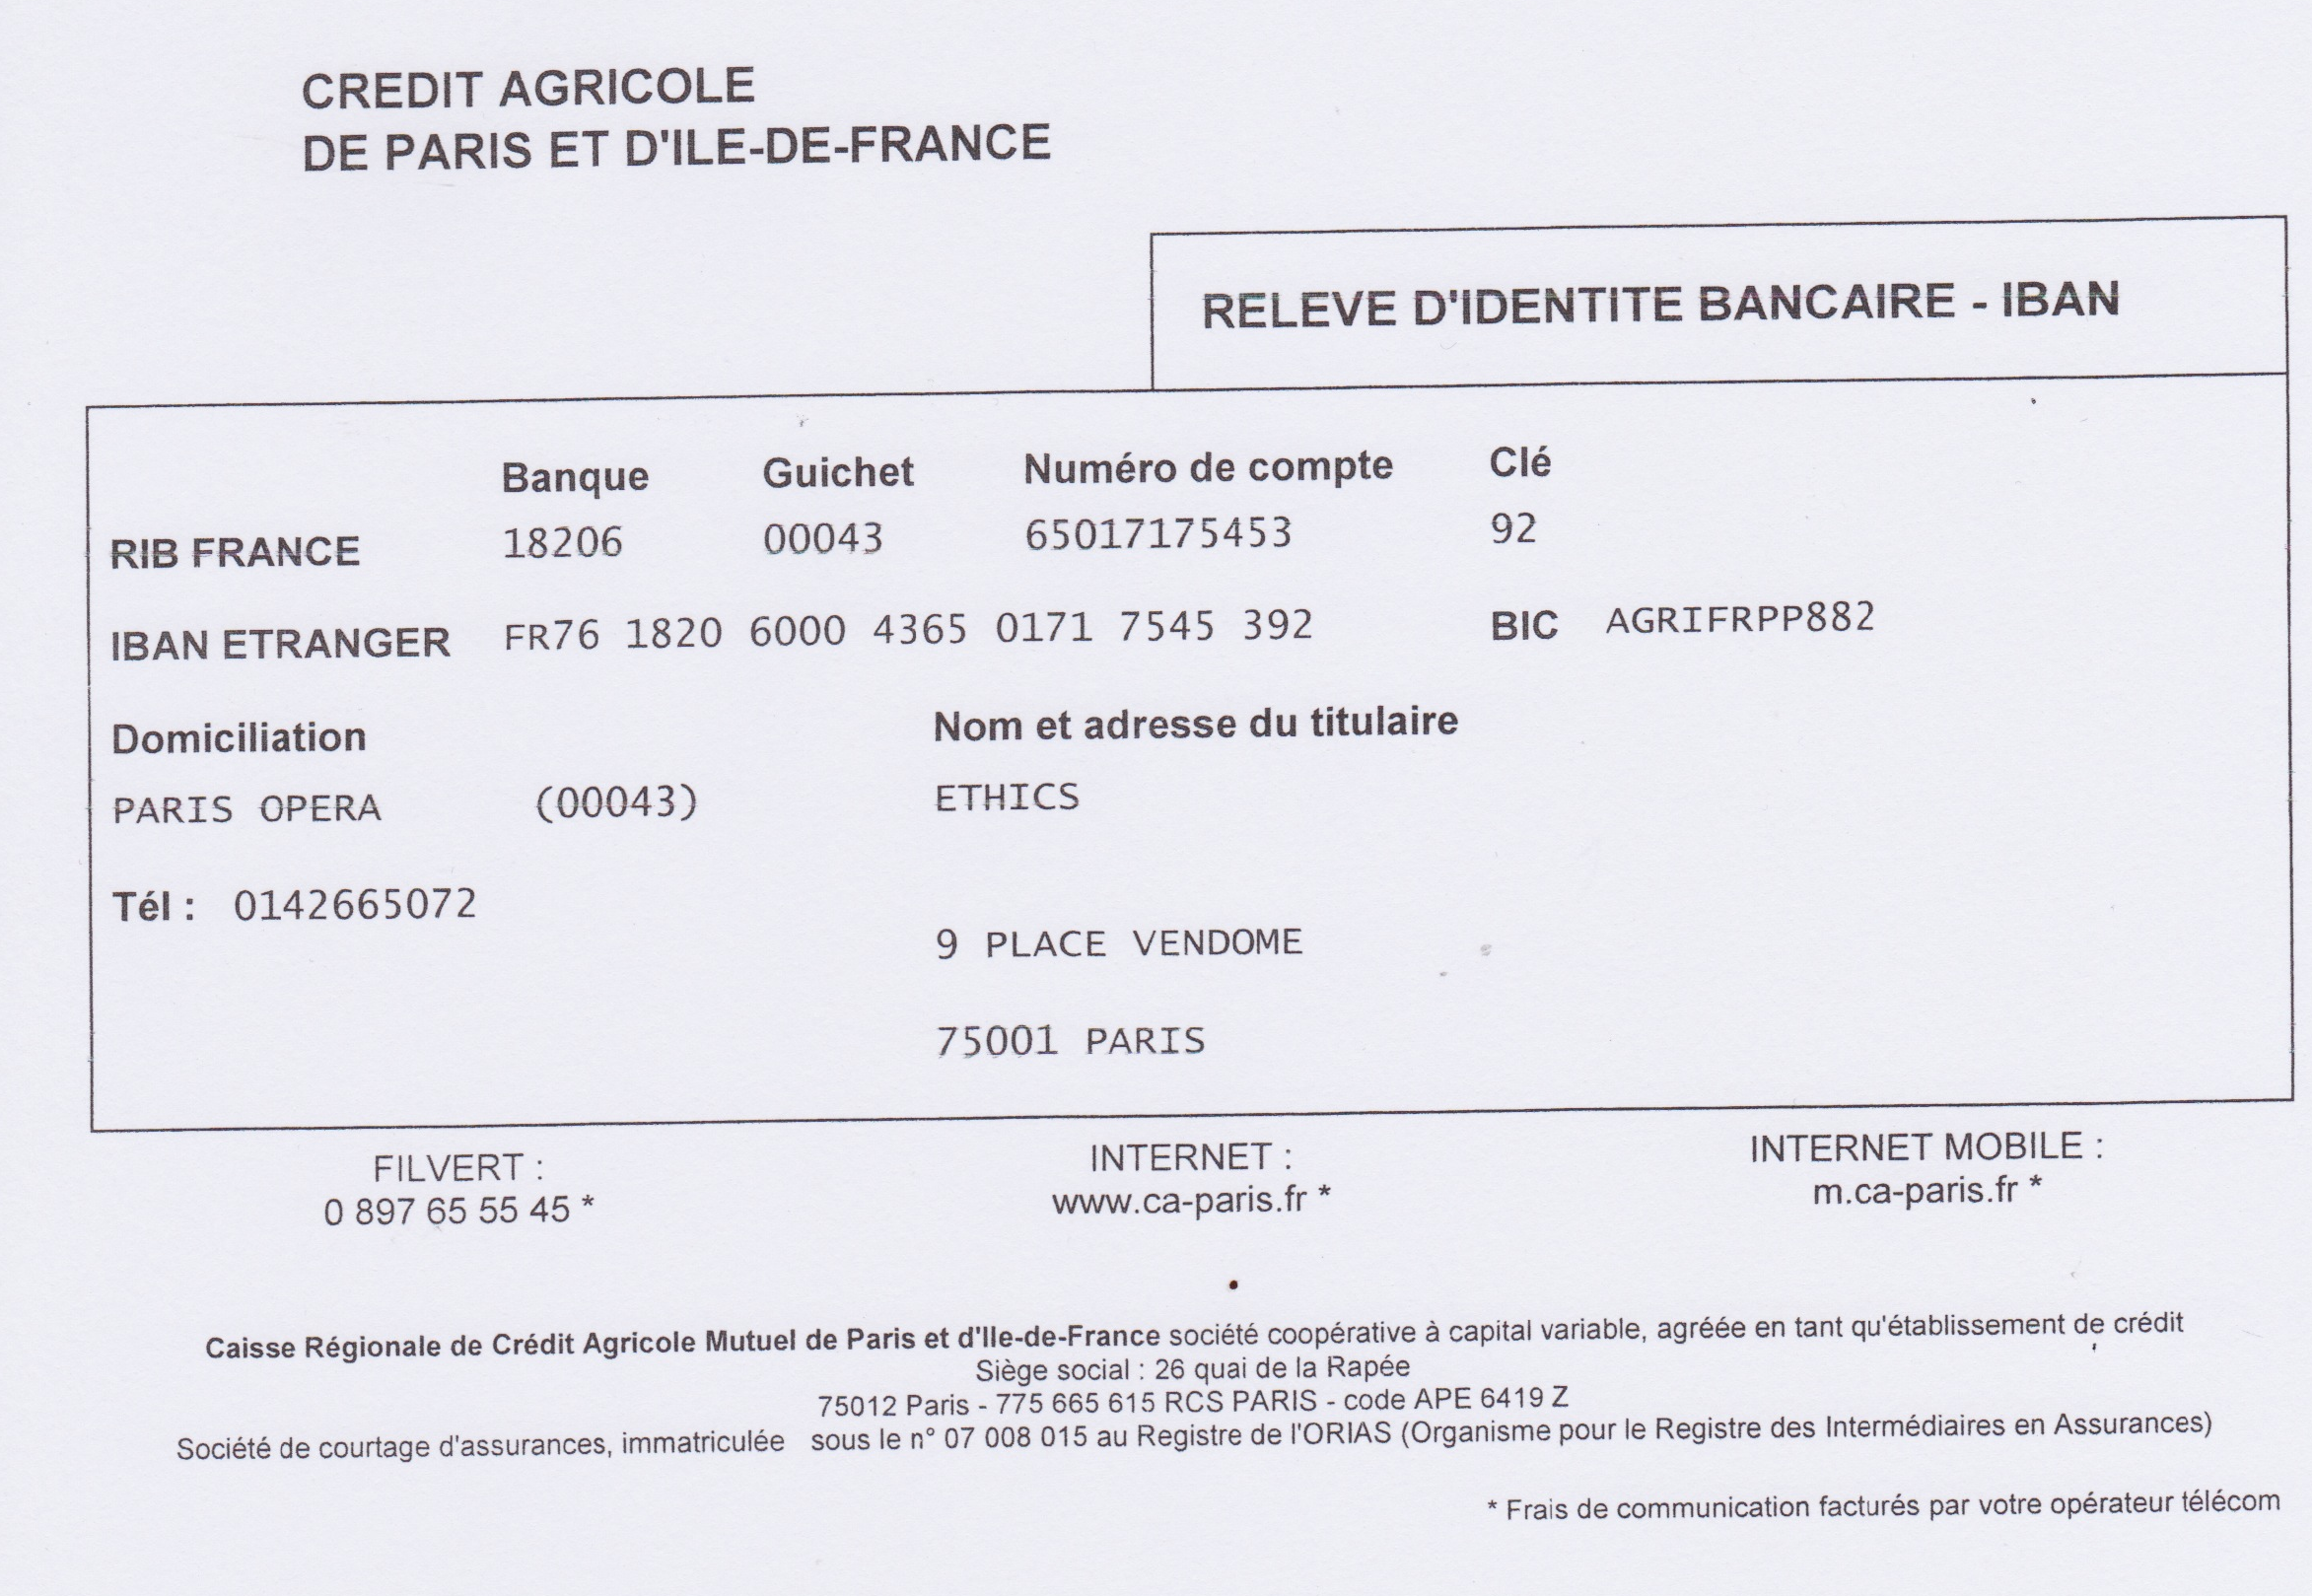 CREDIT AGRICOLE
DE PARIS ET D'ILE-DE-FRANCE
RELEVE D'IDENTITE BANCAIRE - IBAN
Banque Guichet Numéro de compte Clé
RIB FRANCE 18206 00043 65017175453 92
IBAN ETRANGER FR76 1820 6000 4365 0171 7545 392 BIC AGRIFRPP882
Domiciliation Nom et adresse du titulaire
PARIS OPERA (00043) ETHICS
Tél : 0142665072
9 PLACE VENDOME
75001 PARIS
FILVERT : INTERNET : INTERNET MOBILE :
0 897 65 55 45 * www.ca-paris.fr * m.ca-paris.fr *
Caisse Régionale de Crédit Agricole Mutuel de Paris et d'Ile-de-France société coopérative à capital variable, agréée en tant qu'établissement de crédit
Siège social : 26 quai de la Rapée
75012 Paris - 775 665 615 RCS PARIS - code APE 6419 Z
Société de courtage d'assurances, immatriculée sous le n° 07 008 015 au Registre de l'ORIAS (Organisme pour le Registre des Intermédiaires en Assurances)
* Frais de communication facturés par votre opérateur télécom